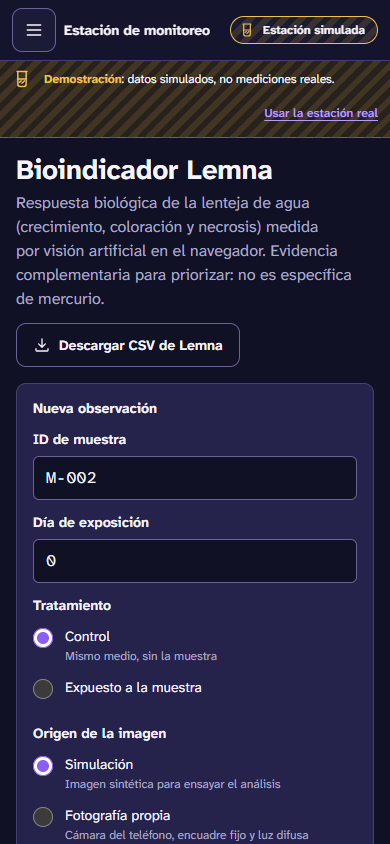 Estación de monitoreo
Estación simulada
Demostración: datos simulados, no mediciones reales.
Usar la estación real
Bioindicador Lemna
Respuesta biológica de la lenteja de agua
(crecimiento, coloración y necrosis) medida
por visión artificial en el navegador. Evidencia
complementaria para priorizar: no es específica
de mercurio.
Descargar CSV de Lemna
Nueva observación
ID de muestra
M-002
Día de exposición
0
Tratamiento
Control
Mismo medio, sin la muestra
Expuesto a la muestra
Origen de la imagen
Simulación
Imagen sintética para ensayar el análisis
Fotografía propia
Cámara del teléfono, encuadre fijo y luz difusa